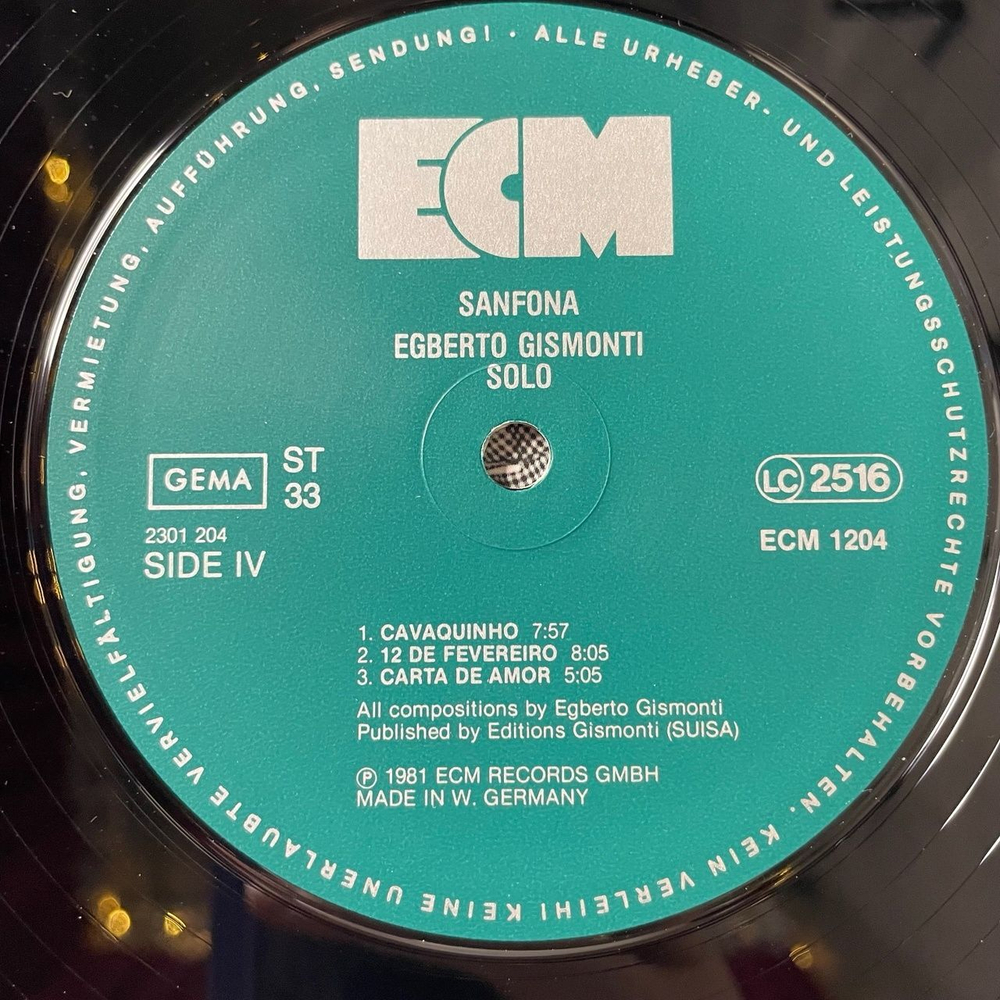 ALLE URHEBER- UND LEISTUNGSSCHUTZRECHTE VORBEHALTEN. KEIN VERLEIH! KEINE UNERLAUBTE VERVIELFÄLTIGUNG, VERMIETUNG, AUFFÜHRUNG, SENDUNG! •
ECM
SANFONA
EGBERTO GISMONTI
SOLO
GEMA
ST
33
2301 204
SIDE IV
LC 2516
ECM 1204
1. CAVAQUINHO 7:57
2. 12 DE FEVEREIRO 8:05
3. CARTA DE AMOR 5:05
All compositions by Egberto Gismonti
Published by Editions Gismonti (SUISA)
℗ 1981 ECM RECORDS GMBH
MADE IN W. GERMANY